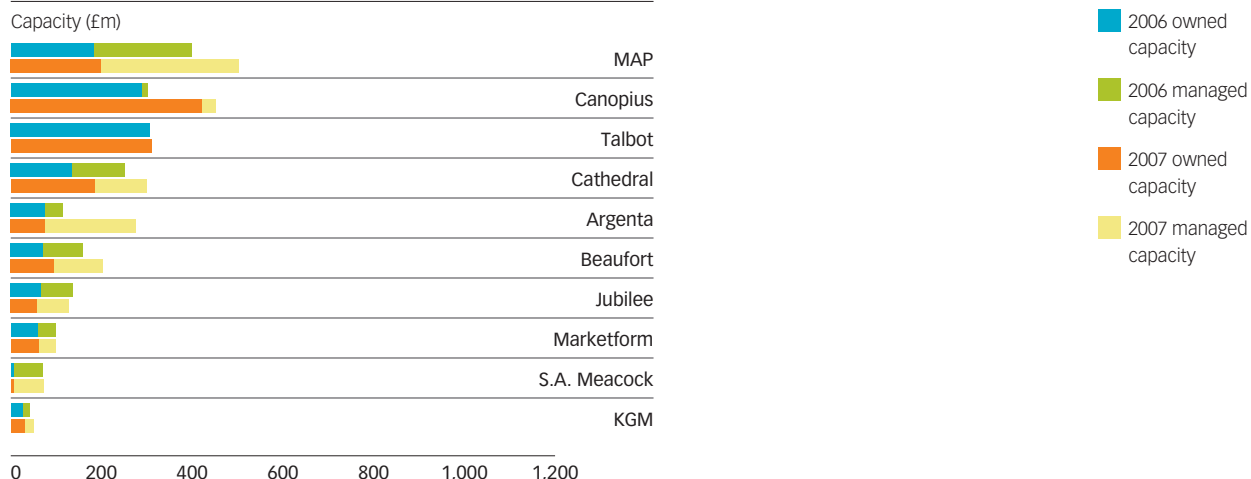 Capacity (£m)
MAP
Canopius
Talbot
Cathedral
Argenta
Beaufort
Jubilee
Marketform
S.A. Meacock
KGM
0 200 400 600 800 1,000 1,200
2006 owned
capacity
2006 managed
capacity
2007 owned
capacity
2007 managed
capacity